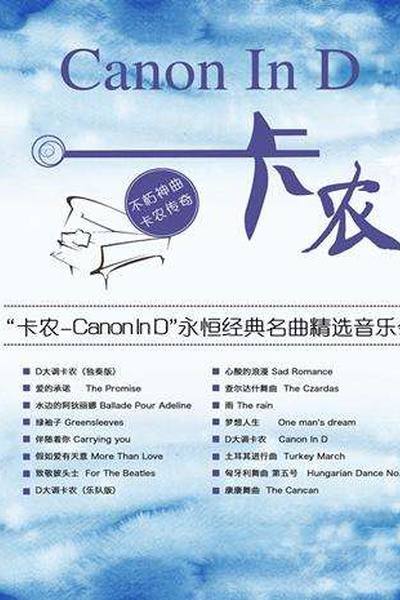 Canon In D
卡农
不朽神曲
卡农传奇
“卡农-Canon In D”永恒经典名曲精选音乐
D大调卡农（独奏版）
爱的承诺 The Promise
水边的阿狄丽娜 Ballade Pour Adeline
绿袖子 Greensleeves
伴随着你 Carrying you
假如爱有天意 More Than Love
致敬披头士 For The Beatles
D大调卡农（乐队版）
心酸的浪漫 Sad Romance
查尔达什舞曲 The Czardas
雨 The rain
梦想人生 One man's dream
D大调卡农 Canon In D
土耳其进行曲 Turkey March
匈牙利舞曲 第五号 Hungarian Dance No.
康康舞曲 The Cancan